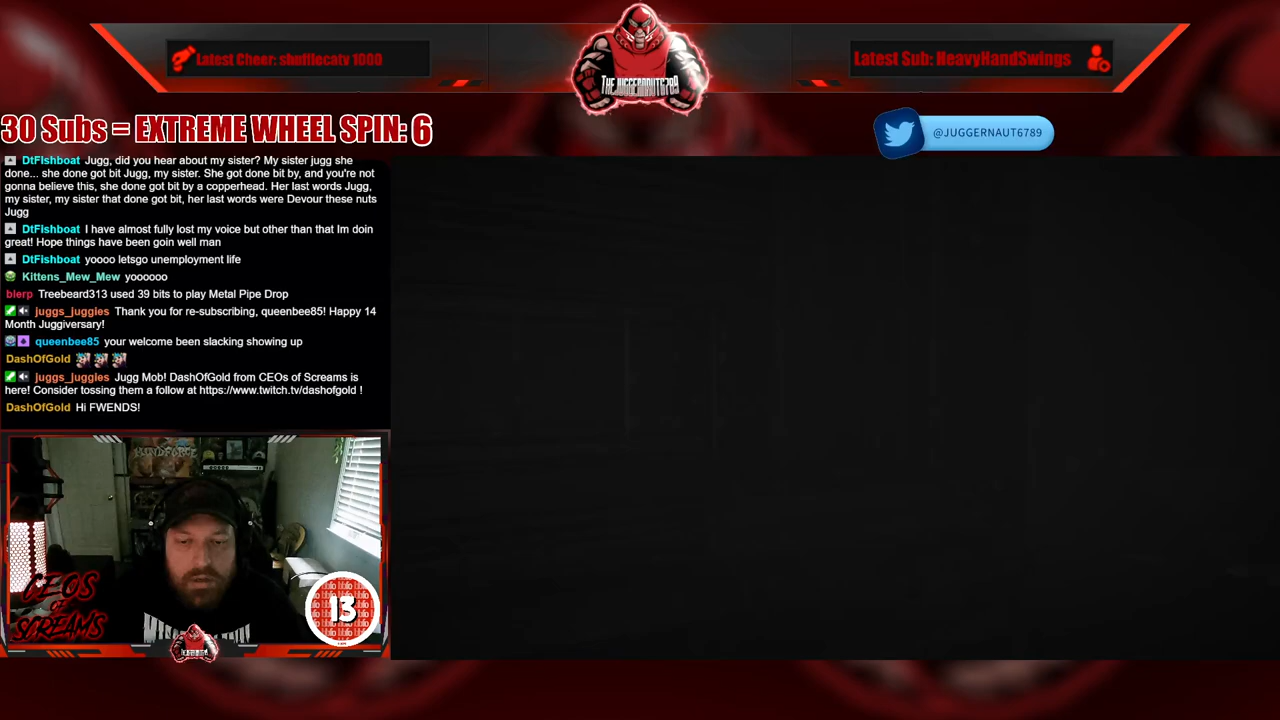 Latest Cheer: shufflecatv 1000
Latest Sub: HeavyHandSwings
THEJUGGERNAUT6789
30 Subs = EXTREME WHEEL SPIN: 6
@JUGGERNAUT6789
DtFIshboat Jugg, did you hear about my sister? My sister jugg she
done... she done got bit Jugg, my sister. She got done bit by, and you're not
gonna believe this, she done got bit by a copperhead. Her last words Jugg,
my sister, my sister that done got bit, her last words were Devour these nuts
Jugg
DtFIshboat I have almost fully lost my voice but other than that Im doin
great! Hope things have been goin well man
DtFIshboat yoooo letsgo unemployment life
Kittens_Mew_Mew yoooooo
blerp Treebeard313 used 39 bits to play Metal Pipe Drop
juggs_juggies Thank you for re-subscribing, queenbee85! Happy 14
Month Juggiversary!
queenbee85 your welcome been slacking showing up
DashOfGold
juggs_juggies Jugg Mob! DashOfGold from CEOs of Screams is
here! Consider tossing them a follow at https://www.twitch.tv/dashofgold !
DashOfGold Hi FWENDS!
MINDFORCE
CEOS
OF
SCREAMS
13